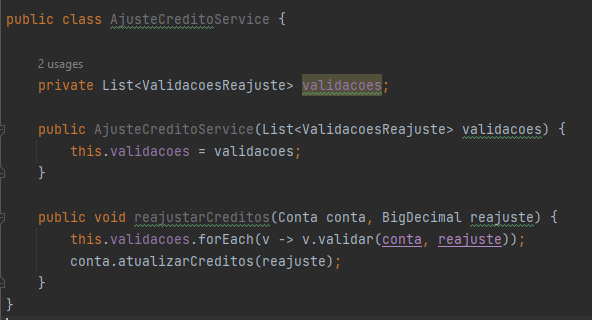 public class AjusteCreditoService {
2 usages
private List<ValidacoesReajuste> validacoes;
public AjusteCreditoService(List<ValidacoesReajuste> validacoes) {
this.validacoes = validacoes;
}
public void reajustarCreditos(Conta conta, BigDecimal reajuste) {
this.validacoes.forEach(v -> v.validar(conta, reajuste));
conta.atualizarCreditos(reajuste);
}
}